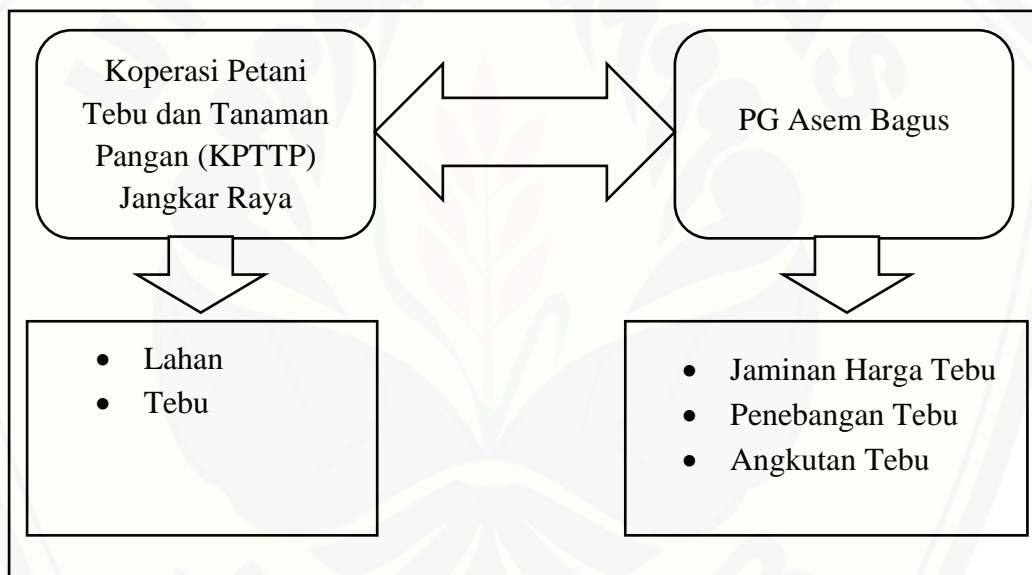 Koperasi Petani
Tebu dan Tanaman
Pangan (KPTTP)
Jangkar Raya
PG Asem Bagus
• Lahan
• Tebu
• Jaminan Harga Tebu
• Penebangan Tebu
• Angkutan Tebu